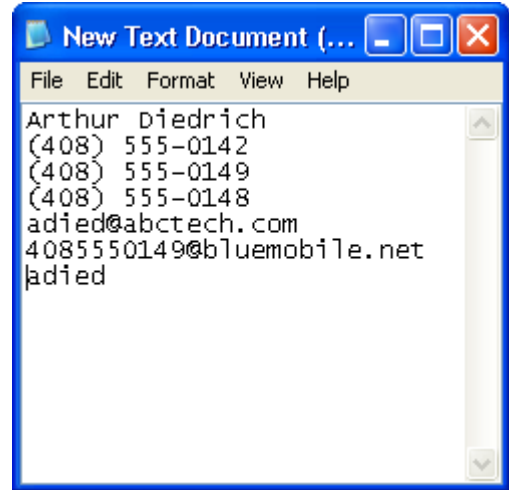 New Text Document (...
File Edit Format View Help
Arthur Diedrich
(408) 555-0142
(408) 555-0149
(408) 555-0148
adied@abctech.com
4085550149@bluemobile.net
adied